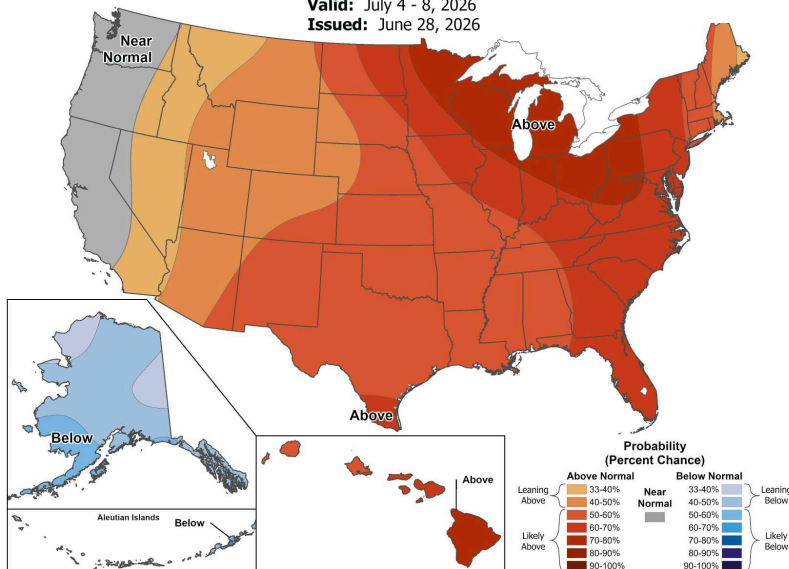 Valid: July 4 - 8, 2026
Issued: June 28, 2026
Near
Normal
Above
Above
Below
Aleutian Islands
Below
Above
Probability
(Percent Chance)
Above Normal
Below Normal
Leaning
Above
33-40%
40-50%
Likely
Above
50-60%
60-70%
70-80%
80-90%
90-100%
Near
Normal
33-40%
40-50%
50-60%
60-70%
70-80%
80-90%
90-100%
Leaning
Below
Likely
Below